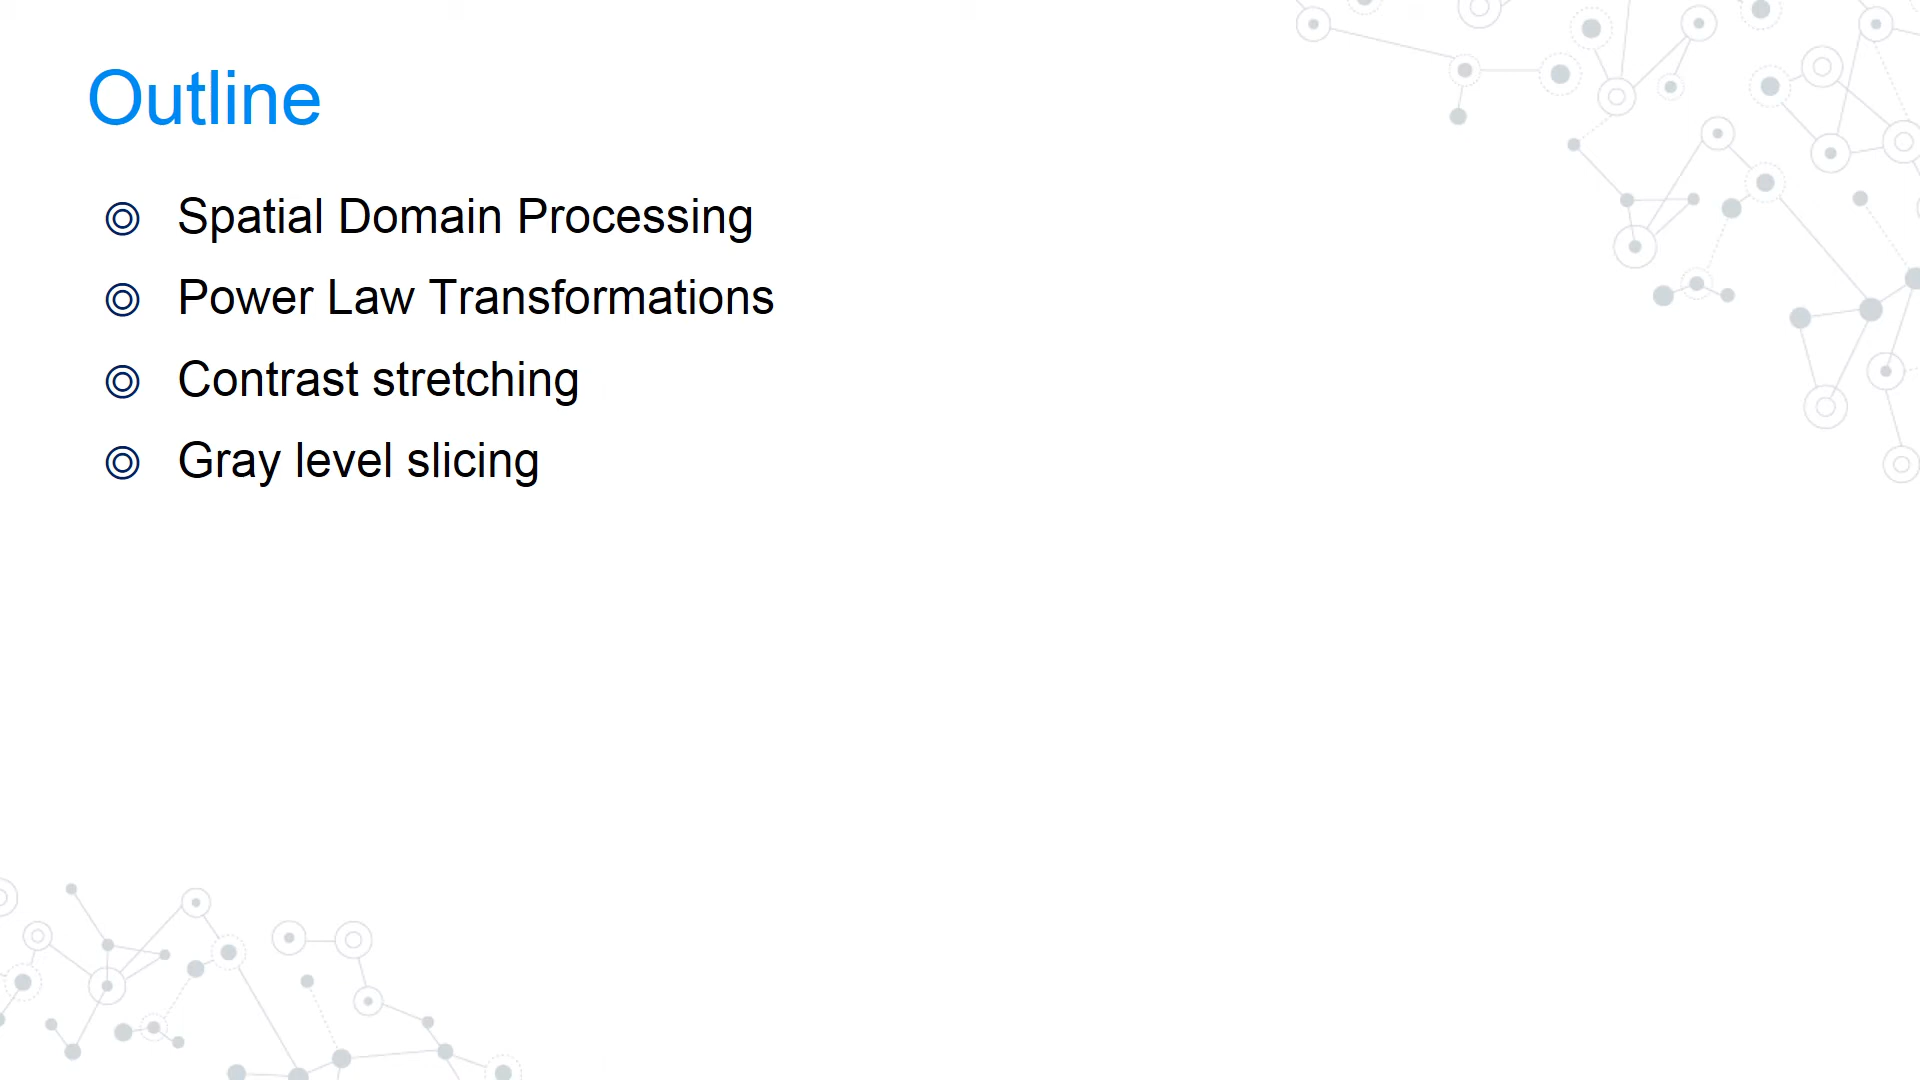 Outline
Spatial Domain Processing
Power Law Transformations
Contrast stretching
Gray level slicing